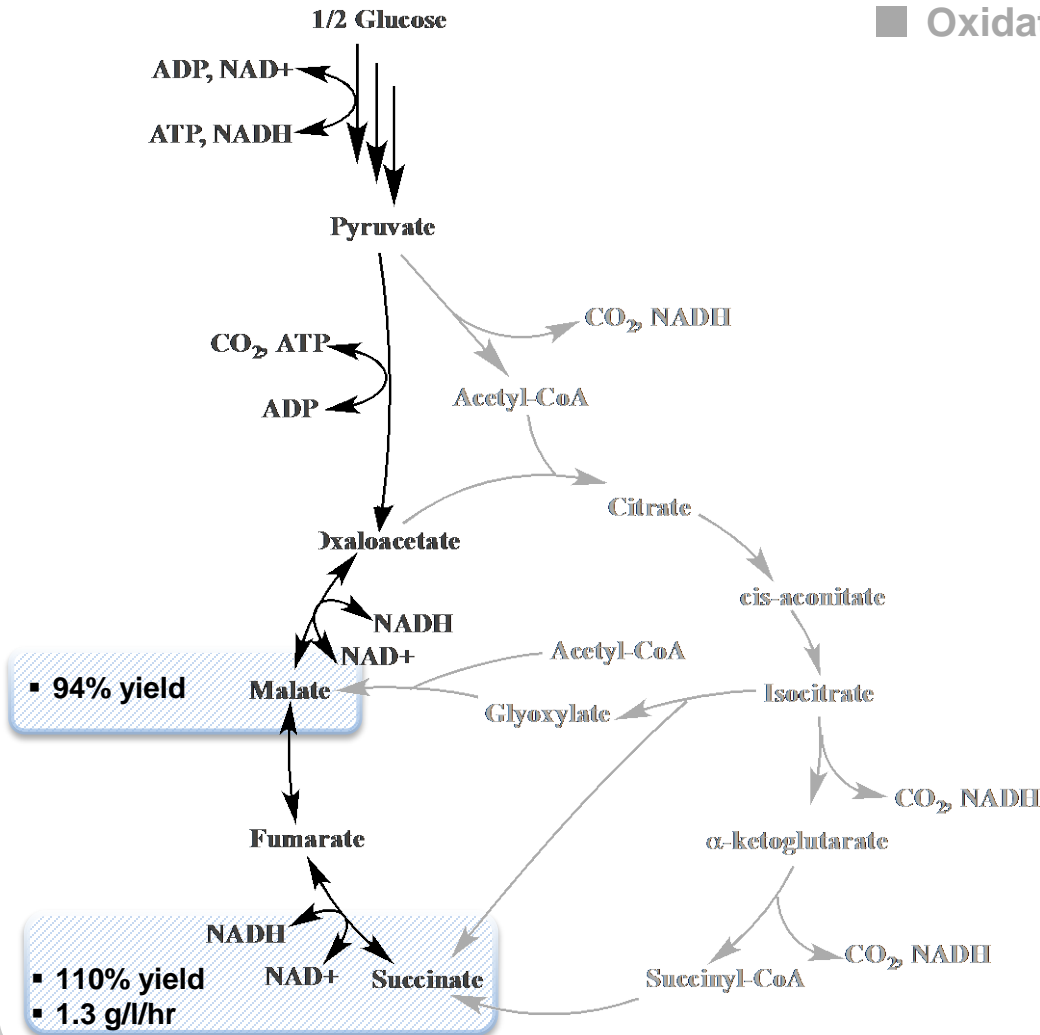 1/2 Glucose
■ Oxidat
ADP, NAD+
ATP, NADH
Pyruvate
CO₂, NADH
CO₂, ATP
Acetyl-CoA
ADP
Citrate
Oxaloacetate
cis-aconitate
NADH
NAD+
Acetyl-CoA
▪ 94% yield
Malate
Isocitrate
Glyoxylate
CO₂, NADH
Fumarate
α-ketoglutarate
NADH
CO₂, NADH
NAD+
Succinate
Succinyl-CoA
▪ 110% yield
▪ 1.3 g/l/hr